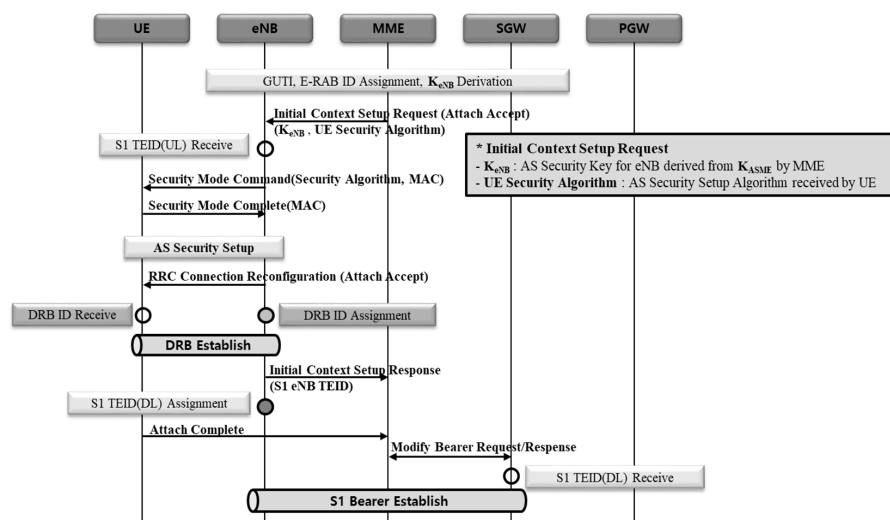 UE eNB MME SGW PGW
GUTI, E-RAB ID Assignment, KeNB Derivation
Initial Context Setup Request (Attach Accept)
(KeNB , UE Security Algorithm)
S1 TEID(UL) Receive
* Initial Context Setup Request
- KeNB : AS Security Key for eNB derived from KASME by MME
- UE Security Algorithm : AS Security Setup Algorithm received by UE
Security Mode Command(Security Algorithm, MAC)
Security Mode Complete(MAC)
AS Security Setup
RRC Connection Reconfiguration (Attach Accept)
DRB ID Receive
DRB ID Assignment
DRB Establish
Initial Context Setup Response
(S1 eNB TEID)
S1 TEID(DL) Assignment
Attach Complete
Modify Bearer Request/Response
S1 TEID(DL) Receive
S1 Bearer Establish